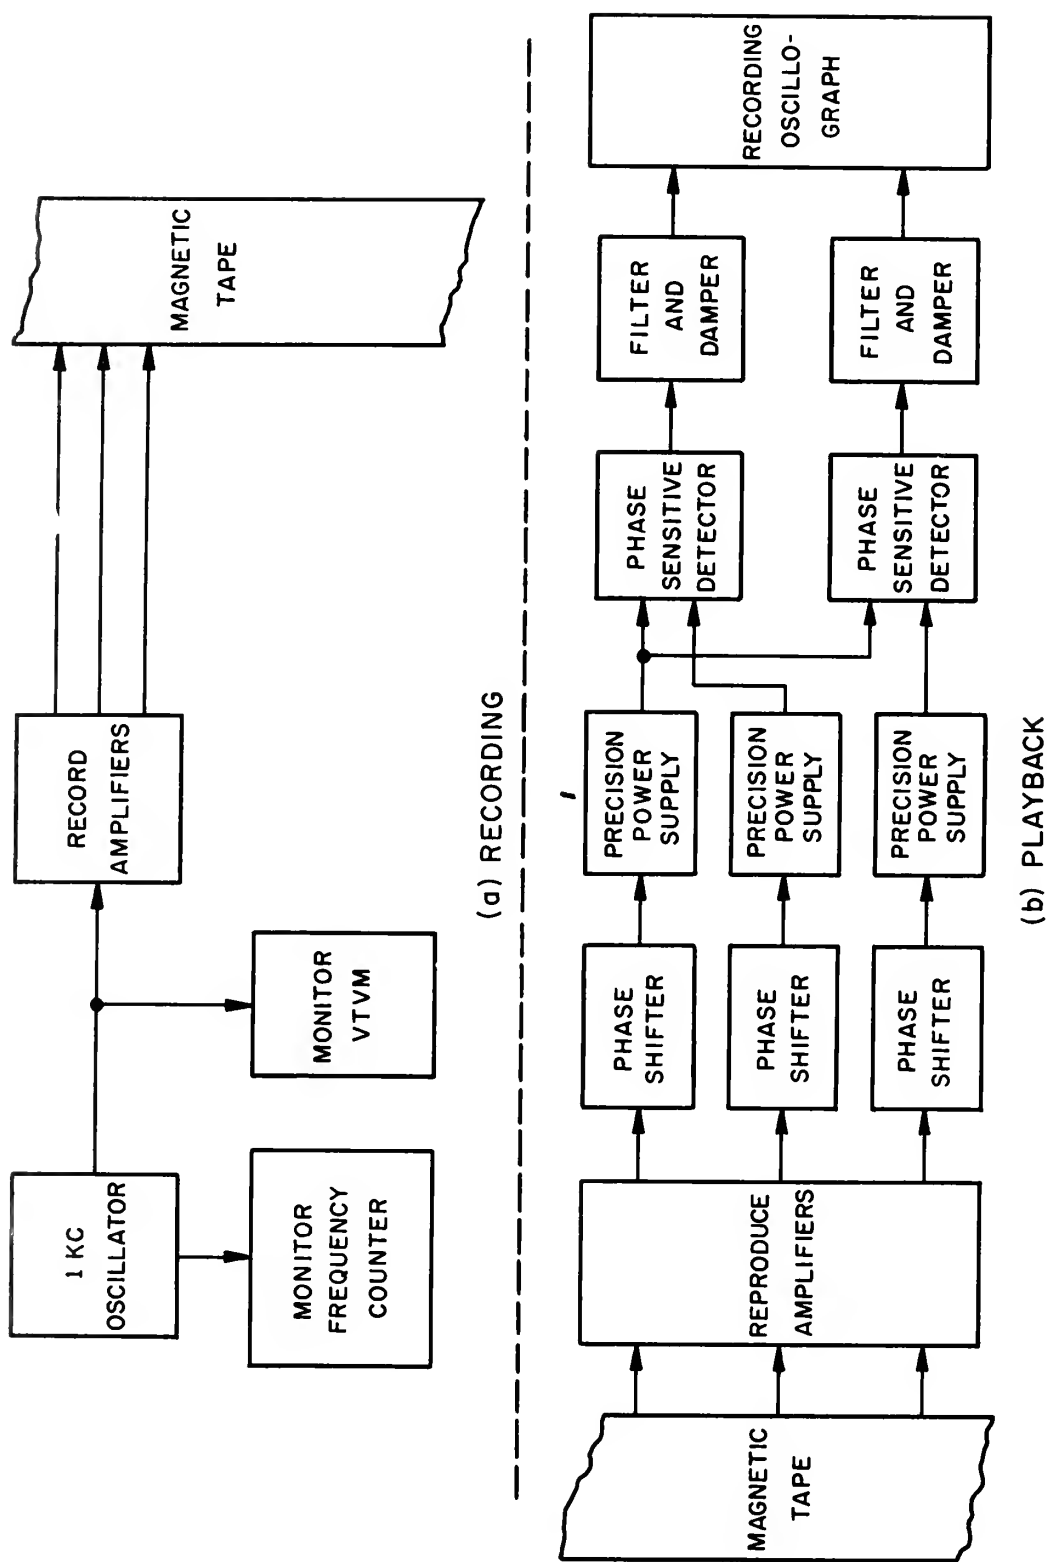 1 KC
OSCILLATOR
MONITOR
FREQUENCY
COUNTER
MONITOR
VTVM
RECORD
AMPLIFIERS
MAGNETIC
TAPE
(a) RECORDING
MAGNETIC
TAPE
REPRODUCE
AMPLIFIERS
PHASE
SHIFTER
PHASE
SHIFTER
PHASE
SHIFTER
PRECISION
POWER
SUPPLY
PRECISION
POWER
SUPPLY
PRECISION
POWER
SUPPLY
PHASE
SENSITIVE
DETECTOR
PHASE
SENSITIVE
DETECTOR
FILTER
AND
DAMPER
FILTER
AND
DAMPER
RECORDING
OSCILLO-
GRAPH
(b) PLAYBACK